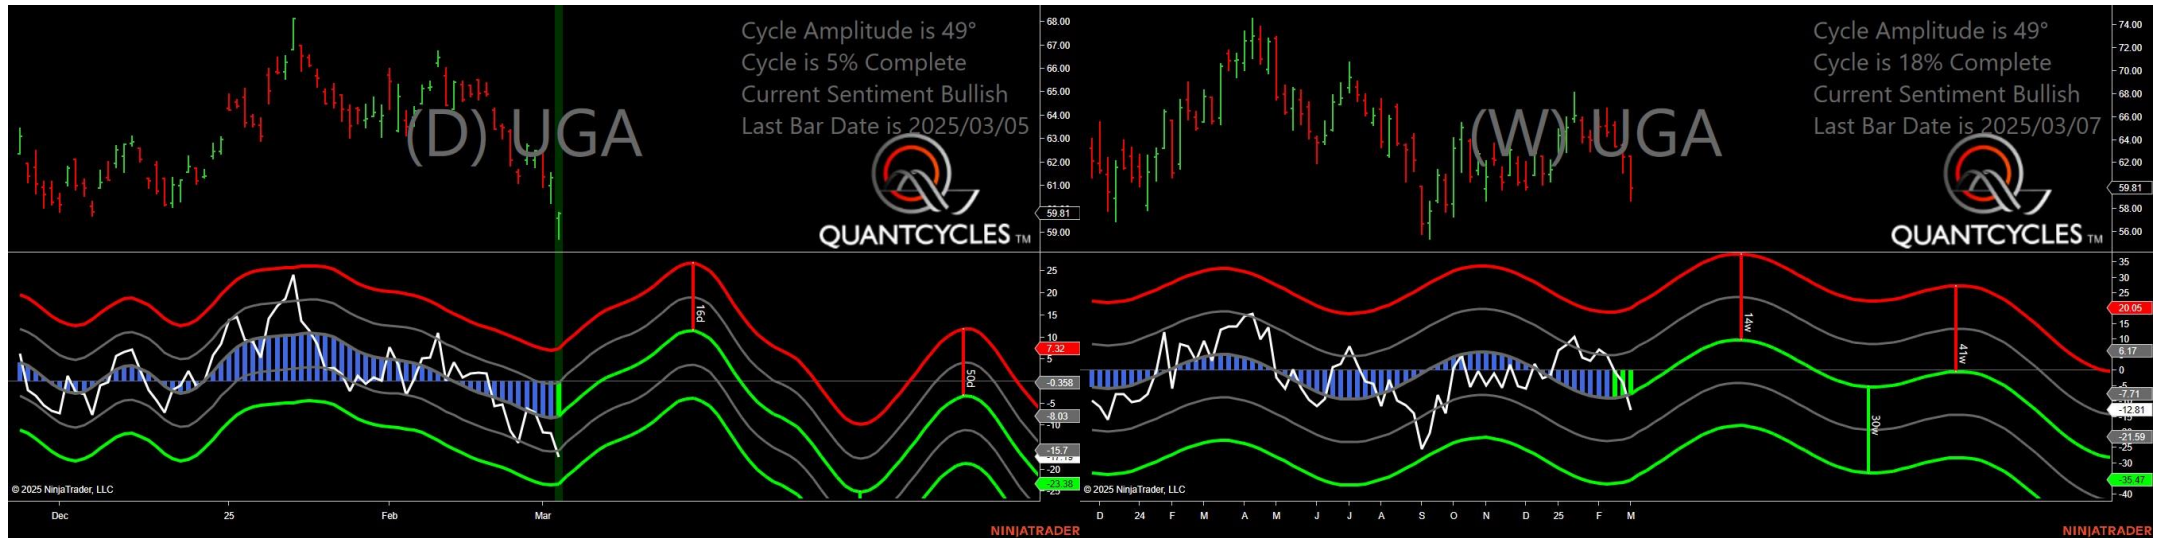 Cycle Amplitude is 49°
Cycle is 5% Complete
Current Sentiment Bullish
Last Bar Date is 2025/03/05
(D) UGA
QUANTCYCLES TM
68.00
67.00
66.00
65.00
64.00
63.00
62.00
61.00
59.81
59.00
25
20
15
10
7.32
5
-0.358
-5
-8.03
-10
-15.7
-20
-23.38
16d
50d
© 2025 NinjaTrader, LLC
Dec
25
Feb
Mar
NINJATRADER
Cycle Amplitude is 49°
Cycle is 18% Complete
Current Sentiment Bullish
Last Bar Date is 2025/03/07
(W) UGA
QUANTCYCLES TM
74.00
72.00
70.00
68.00
66.00
64.00
62.00
59.81
58.00
56.00
35
30
25
20.05
15
10
6.17
0
-5
-7.71
-12.81
-21.59
-25
-30
-35.47
-40
14w
30w
41w
© 2025 NinjaTrader, LLC
D
24
F
M
A
M
J
J
A
S
O
N
D
25
F
M
NINJATRADER